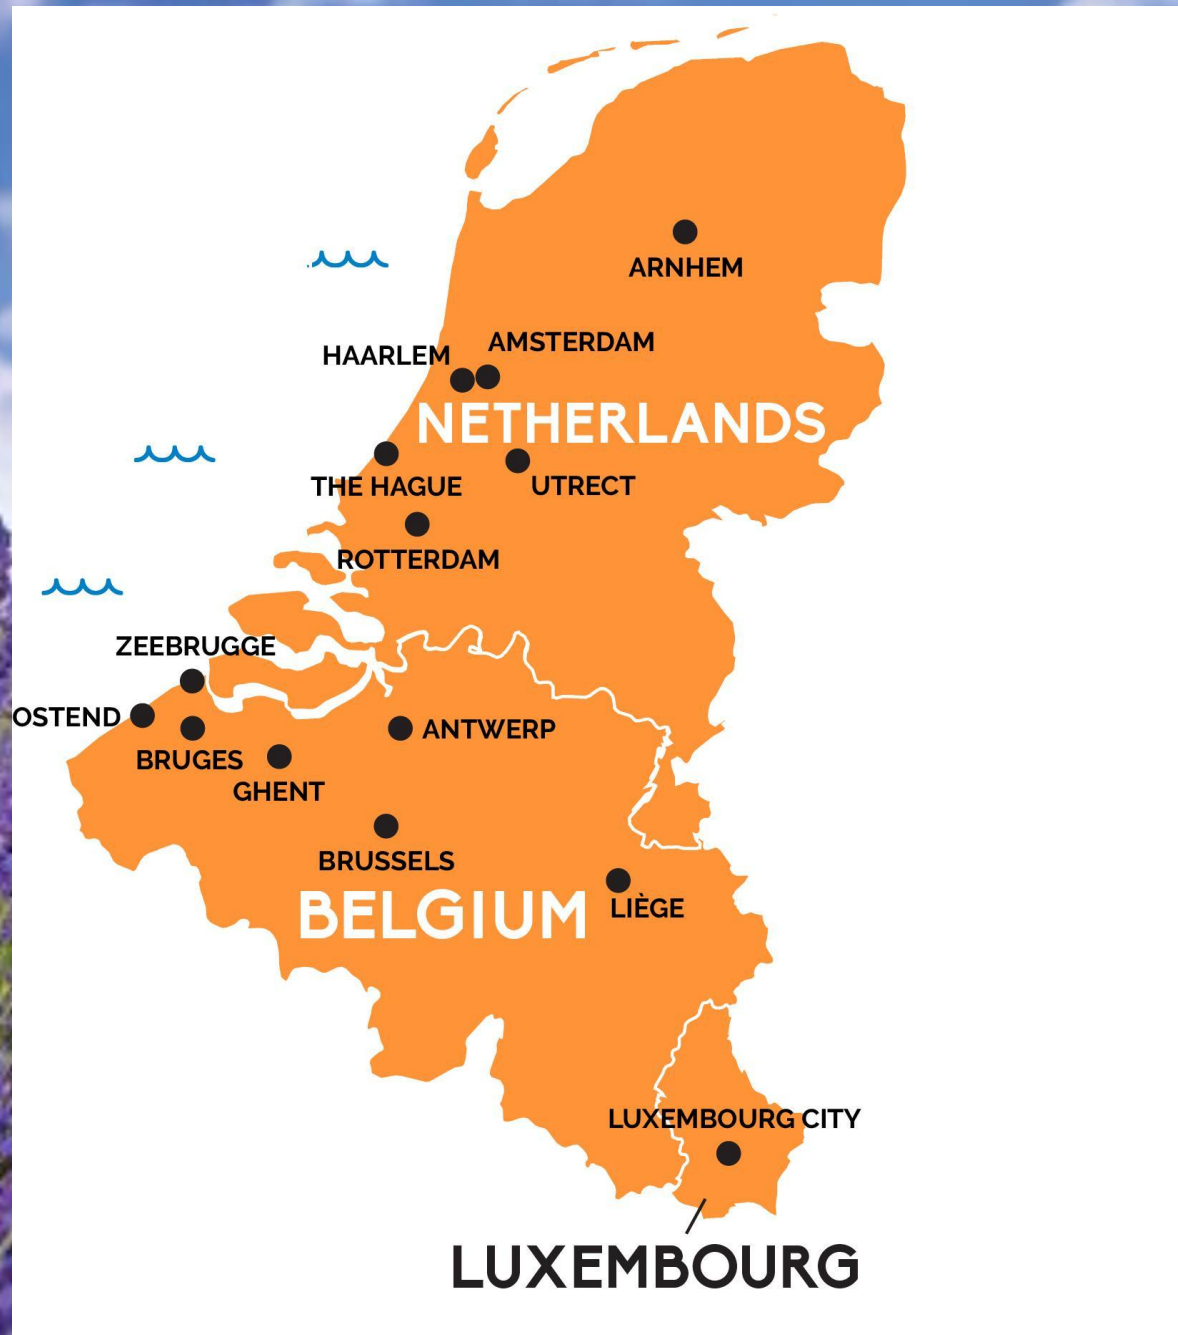 ARNHEM
AMSTERDAM
HAARLEM
NETHERLANDS
THE HAGUE
UTRECT
ROTTERDAM
ZEEBRUGGE
OSTEND
ANTWERP
BRUGES
GHENT
BRUSSELS
BELGIUM
LIÈGE
LUXEMBOURG CITY
LUXEMBOURG